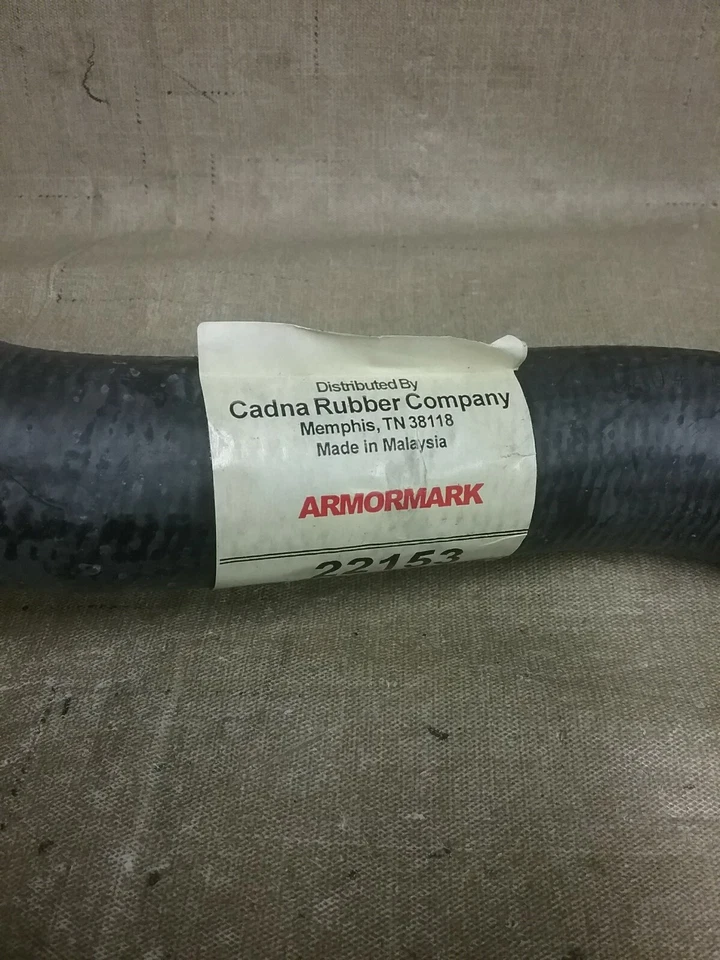 Distributed By
Cadna Rubber Company
Memphis, TN 38118
Made in Malaysia
ARMORMARK
22153